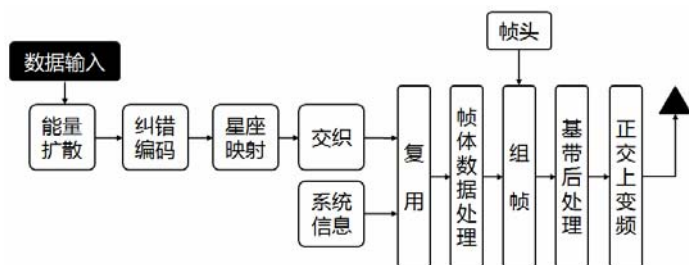 帧头
数据输入
能量
扩散
纠错
编码
星座
映射
交织
系统
信息
复用
帧体数据处理
组帧
基带后处理
正交上变频